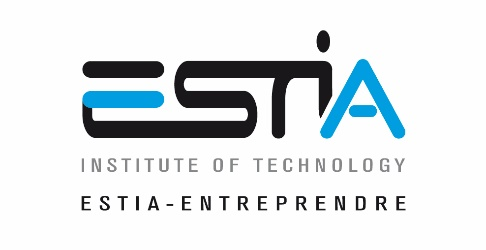 ESTIA
INSTITUTE OF TECHNOLOGY
ESTIA-ENTREPRENDRE